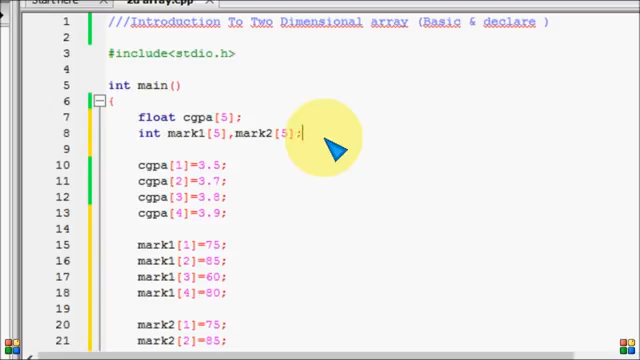 Start here
2d array.cpp
1 ///Introduction To Two Dimensional array (Basic & declare )
2
3 #include<stdio.h>
4
5 int main()
6 {
7 float cgpa[5];
8 int mark1[5],mark2[5];
9
10 cgpa[1]=3.5;
11 cgpa[2]=3.7;
12 cgpa[3]=3.8;
13 cgpa[4]=3.9;
14
15 mark1[1]=75;
16 mark1[2]=85;
17 mark1[3]=60;
18 mark1[4]=80;
19
20 mark2[1]=75;
21 mark2[2]=85;